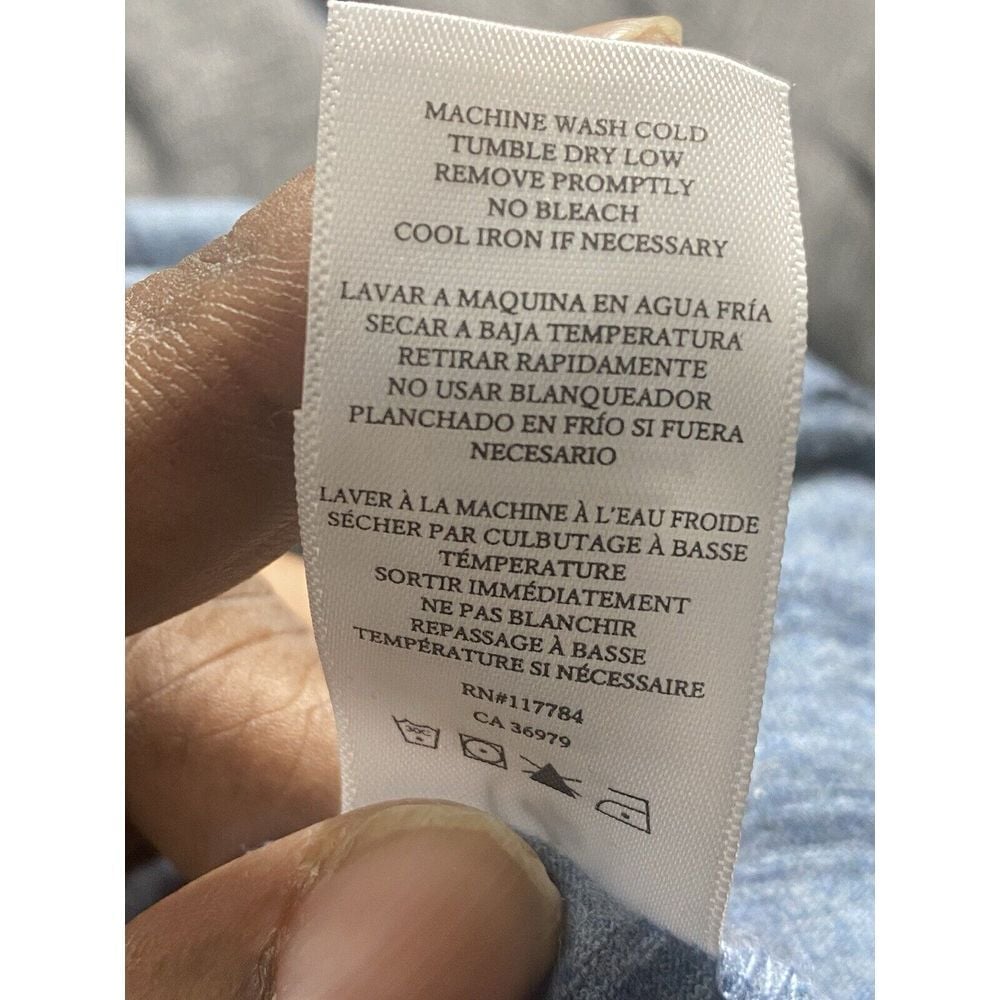 MACHINE WASH COLD
TUMBLE DRY LOW
REMOVE PROMPTLY
NO BLEACH
COOL IRON IF NECESSARY
LAVAR A MAQUINA EN AGUA FRÍA
SECAR A BAJA TEMPERATURA
RETIRAR RAPIDAMENTE
NO USAR BLANQUEADOR
PLANCHADO EN FRÍO SI FUERA
NECESARIO
LAVER À LA MACHINE À L'EAU FROIDE
SÉCHER PAR CULBUTAGE À BASSE
TÉMPERATURE
SORTIR IMMÉDIATEMENT
NE PAS BLANCHIR
REPASSAGE À BASSE
TEMPÉRATURE SI NÉCESSAIRE
RN#117784
CA 36979
30C